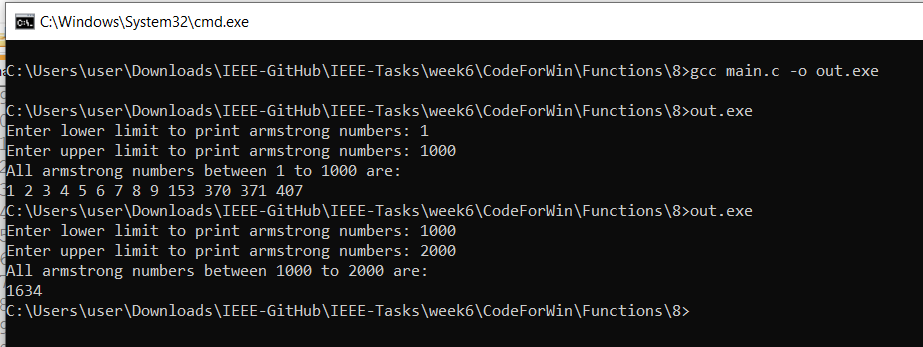 C:\Windows\System32\cmd.exe
C:\Users\user\Downloads\IEEE-GitHub\IEEE-Tasks\week6\CodeForWin\Functions\8>gcc main.c -o out.exe
C:\Users\user\Downloads\IEEE-GitHub\IEEE-Tasks\week6\CodeForWin\Functions\8>out.exe
Enter lower limit to print armstrong numbers: 1
Enter upper limit to print armstrong numbers: 1000
All armstrong numbers between 1 to 1000 are:
1 2 3 4 5 6 7 8 9 153 370 371 407
C:\Users\user\Downloads\IEEE-GitHub\IEEE-Tasks\week6\CodeForWin\Functions\8>out.exe
Enter lower limit to print armstrong numbers: 1000
Enter upper limit to print armstrong numbers: 2000
All armstrong numbers between 1000 to 2000 are:
1634
C:\Users\user\Downloads\IEEE-GitHub\IEEE-Tasks\week6\CodeForWin\Functions\8>